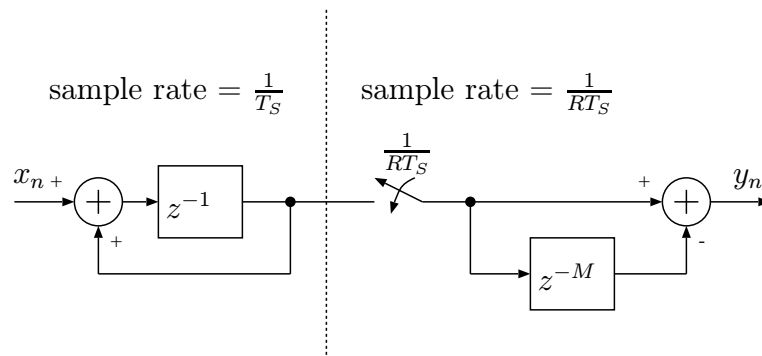 sample rate = 1/T_S
sample rate = 1/RT_S
1/RT_S
x_n + + z^{-1} + + y_n
+ -
z^{-M}